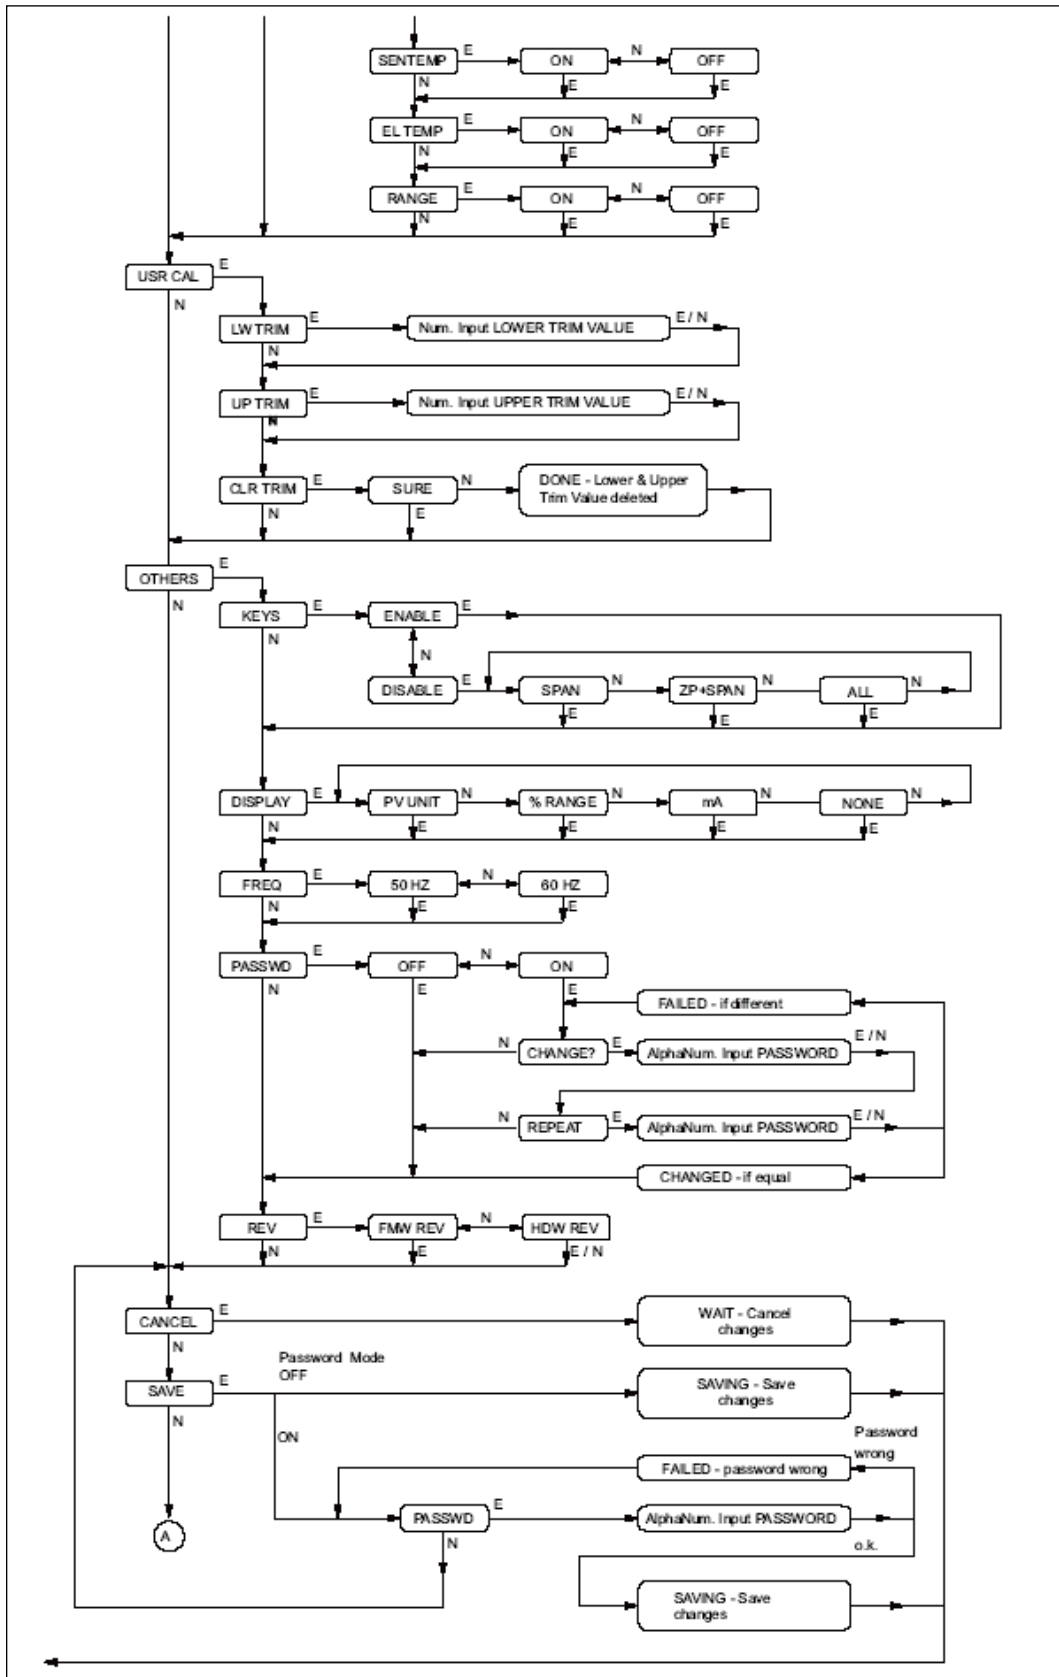 SENTEMP E ON N OFF
N E E
EL TEMP E ON N OFF
N E E
RANGE E ON N OFF
N E E
USR CAL E
N
LW TRIM E Num. Input LOWER TRIM VALUE E / N
N
UP TRIM E Num. Input UPPER TRIM VALUE E / N
N
CLR TRIM E SURE N DONE - Lower & Upper
Trim Value deleted
N E
OTHERS E
N
KEYS E ENABLE E
N
N
DISABLE E SPAN N ZP+SPAN N ALL N
E E E
DISPLAY E PV UNIT N % RANGE N mA N NONE N
N E E E E
FREQ E 50 HZ N 60 HZ
N E E
PASSWD E OFF N ON
N E E
FAILED - if different
N CHANGE? E AlphaNum. Input PASSWORD E / N
N REPEAT E AlphaNum. Input PASSWORD E / N
CHANGED - if equal
REV E FMW REV N HDW REV
N E E / N
CANCEL E WAIT - Cancel
changes
N
Password Mode
OFF
SAVE E SAVING - Save
changes
N
ON
Password
wrong
FAILED - password wrong
PASSWD E AlphaNum. Input PASSWORD
A
N
o.k.
SAVING - Save
changes